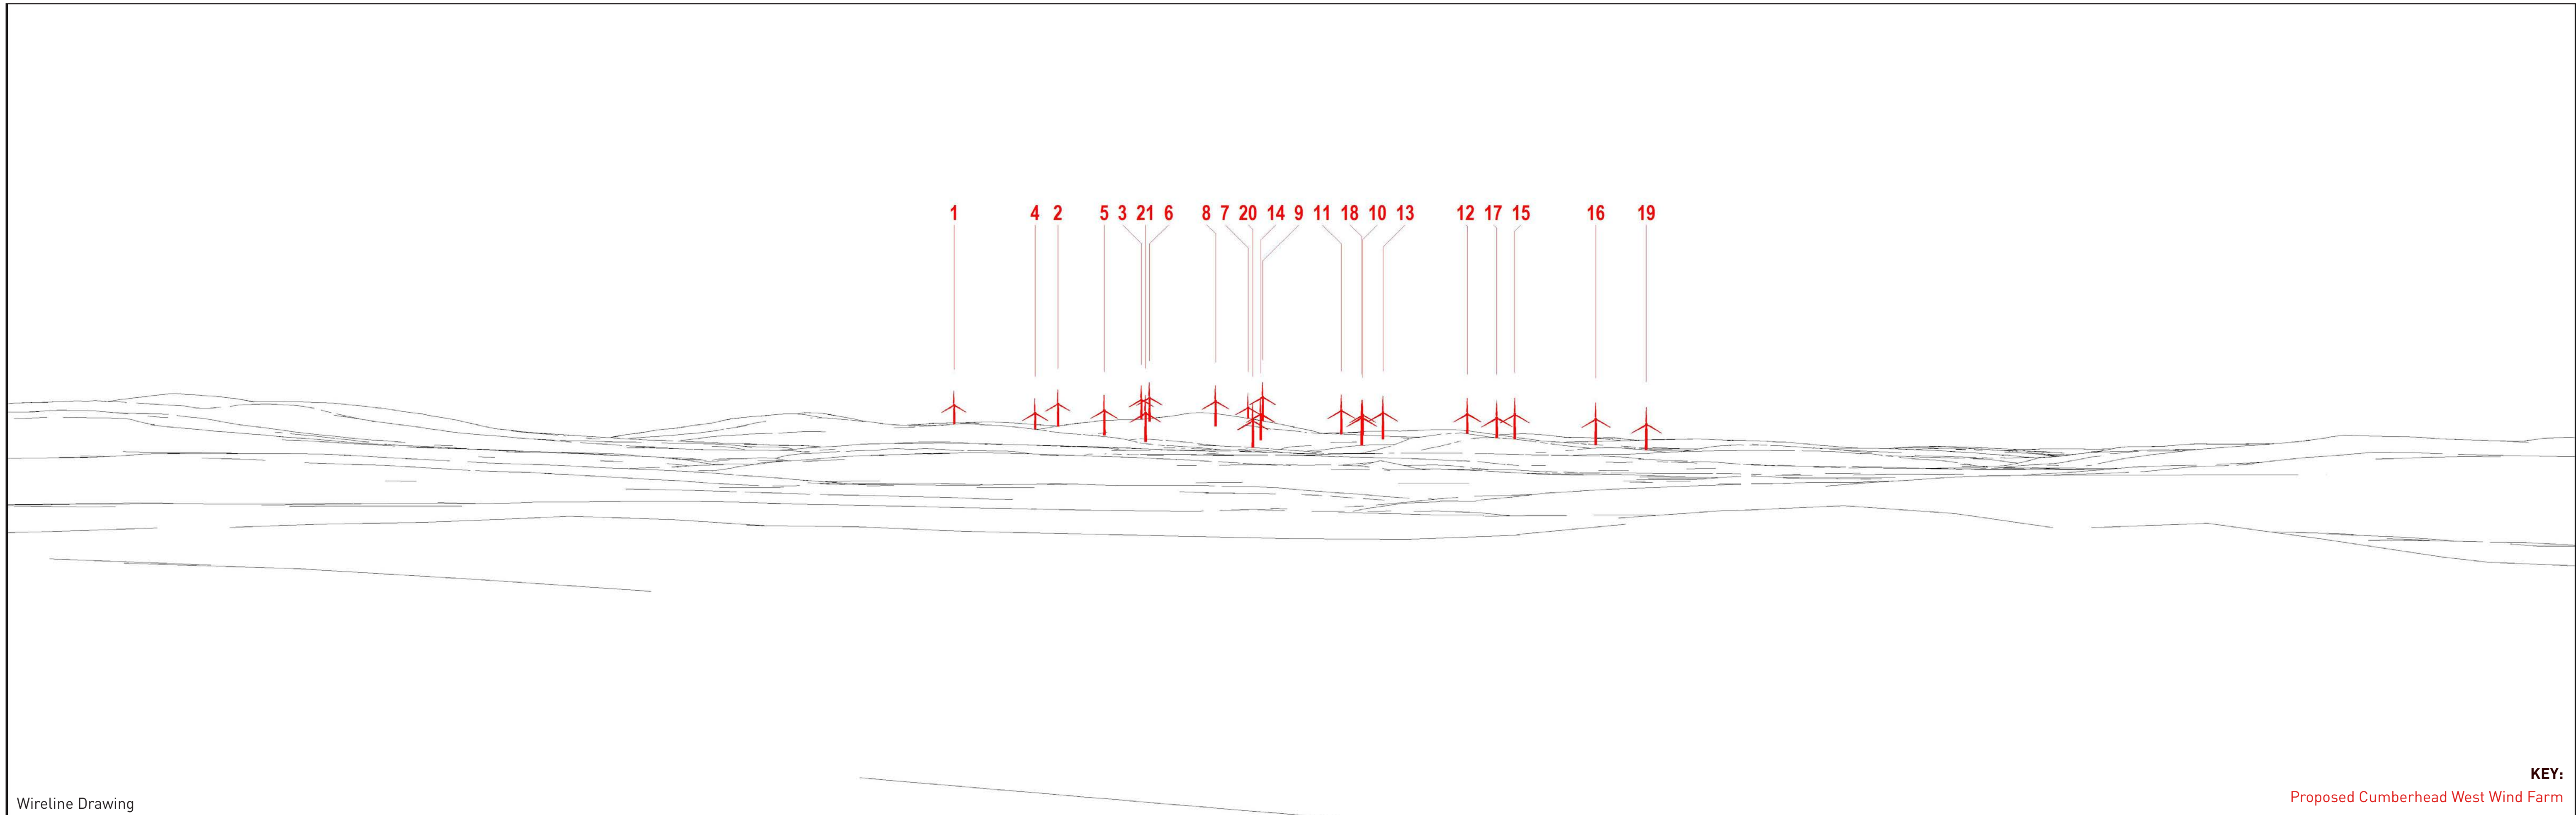 1 4 2 5 3 21 6 8 7 20 14 9 11 18 10 13 12 17 15 16 19
KEY:
Wireline Drawing
Proposed Cumberhead West Wind Farm